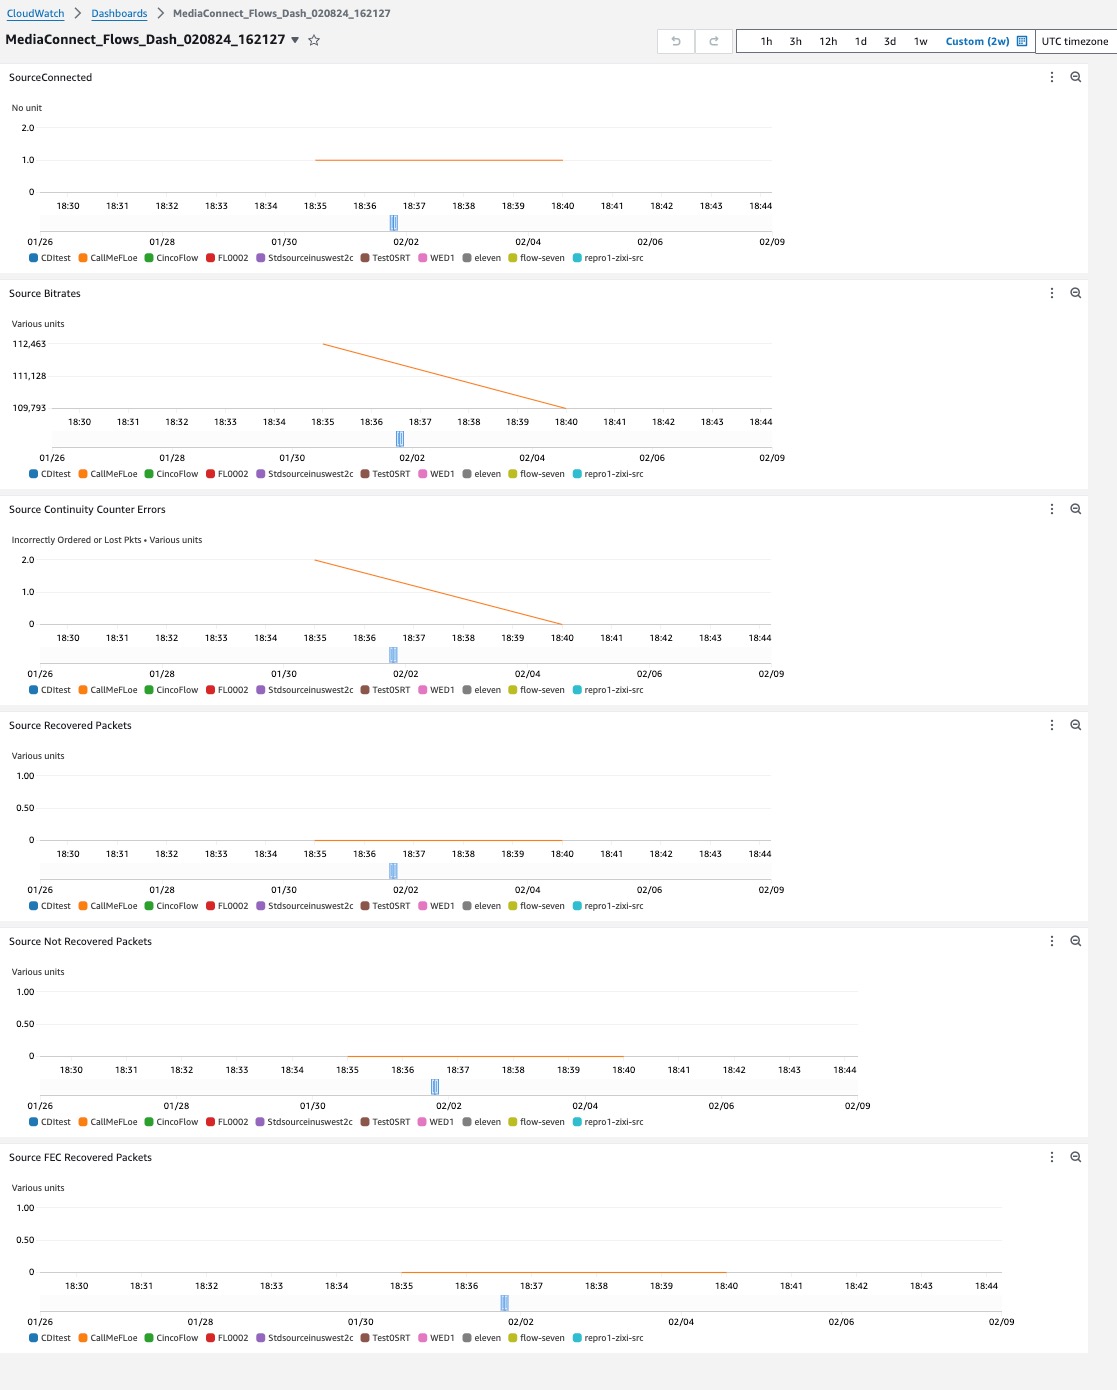 CloudWatch > Dashboards > MediaConnect_Flows_Dash_020824_162127
MediaConnect_Flows_Dash_020824_162127
1h 3h 12h 1d 3d 1w Custom (2w) UTC timezone
SourceConnected
No unit
2.0
1.0
0
18:30 18:31 18:32 18:33 18:34 18:35 18:36 18:37 18:38 18:39 18:40 18:41 18:42 18:43 18:44
01/26 01/28 01/30 02/02 02/04 02/06 02/09
CDItest CallMeFLoe CincoFlow FL0002 Stdsourceinuswest2c Test0SRT WED1 eleven flow-seven repro1-zixi-src
Source Bitrates
Various units
112,463
111,128
109,793
18:30 18:31 18:32 18:33 18:34 18:35 18:36 18:37 18:38 18:39 18:40 18:41 18:42 18:43 18:44
01/26 01/28 01/30 02/02 02/04 02/06 02/09
CDItest CallMeFLoe CincoFlow FL0002 Stdsourceinuswest2c Test0SRT WED1 eleven flow-seven repro1-zixi-src
Source Continuity Counter Errors
Incorrectly Ordered or Lost Pkts • Various units
2.0
1.0
0
18:30 18:31 18:32 18:33 18:34 18:35 18:36 18:37 18:38 18:39 18:40 18:41 18:42 18:43 18:44
01/26 01/28 01/30 02/02 02/04 02/06 02/09
CDItest CallMeFLoe CincoFlow FL0002 Stdsourceinuswest2c Test0SRT WED1 eleven flow-seven repro1-zixi-src
Source Recovered Packets
Various units
1.00
0.50
0
18:30 18:31 18:32 18:33 18:34 18:35 18:36 18:37 18:38 18:39 18:40 18:41 18:42 18:43 18:44
01/26 01/28 01/30 02/02 02/04 02/06 02/09
CDItest CallMeFLoe CincoFlow FL0002 Stdsourceinuswest2c Test0SRT WED1 eleven flow-seven repro1-zixi-src
Source Not Recovered Packets
Various units
1.00
0.50
0
18:30 18:31 18:32 18:33 18:34 18:35 18:36 18:37 18:38 18:39 18:40 18:41 18:42 18:43 18:44
01/26 01/28 01/30 02/02 02/04 02/06 02/09
CDItest CallMeFLoe CincoFlow FL0002 Stdsourceinuswest2c Test0SRT WED1 eleven flow-seven repro1-zixi-src
Source FEC Recovered Packets
Various units
1.00
0.50
0
18:30 18:31 18:32 18:33 18:34 18:35 18:36 18:37 18:38 18:39 18:40 18:41 18:42 18:43 18:44
01/26 01/28 01/30 02/02 02/04 02/06 02/09
CDItest CallMeFLoe CincoFlow FL0002 Stdsourceinuswest2c Test0SRT WED1 eleven flow-seven repro1-zixi-src